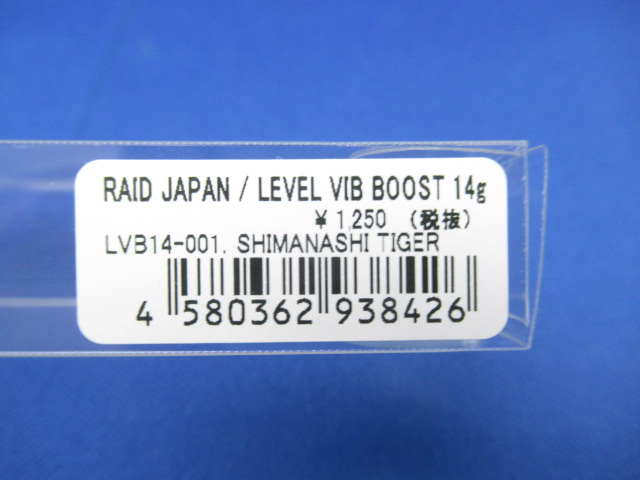 RAID JAPAN / LEVEL VIB BOOST 14g
¥ 1,250 (税抜)
LVB14-001. SHIMANASHI TIGER
4 580362 938426